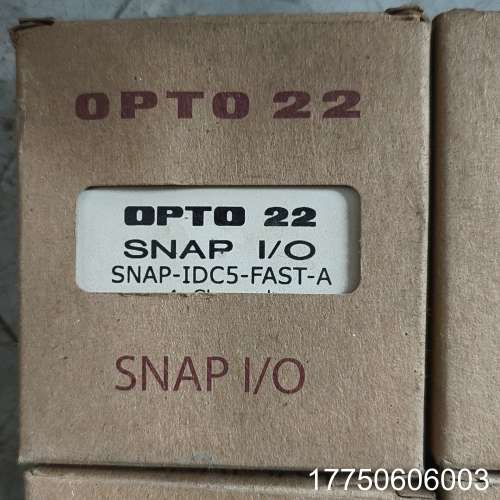 OPTO 22
OPTO 22
SNAP I/O
SNAP-IDC5-FAST-A
SNAP I/O
17750606003